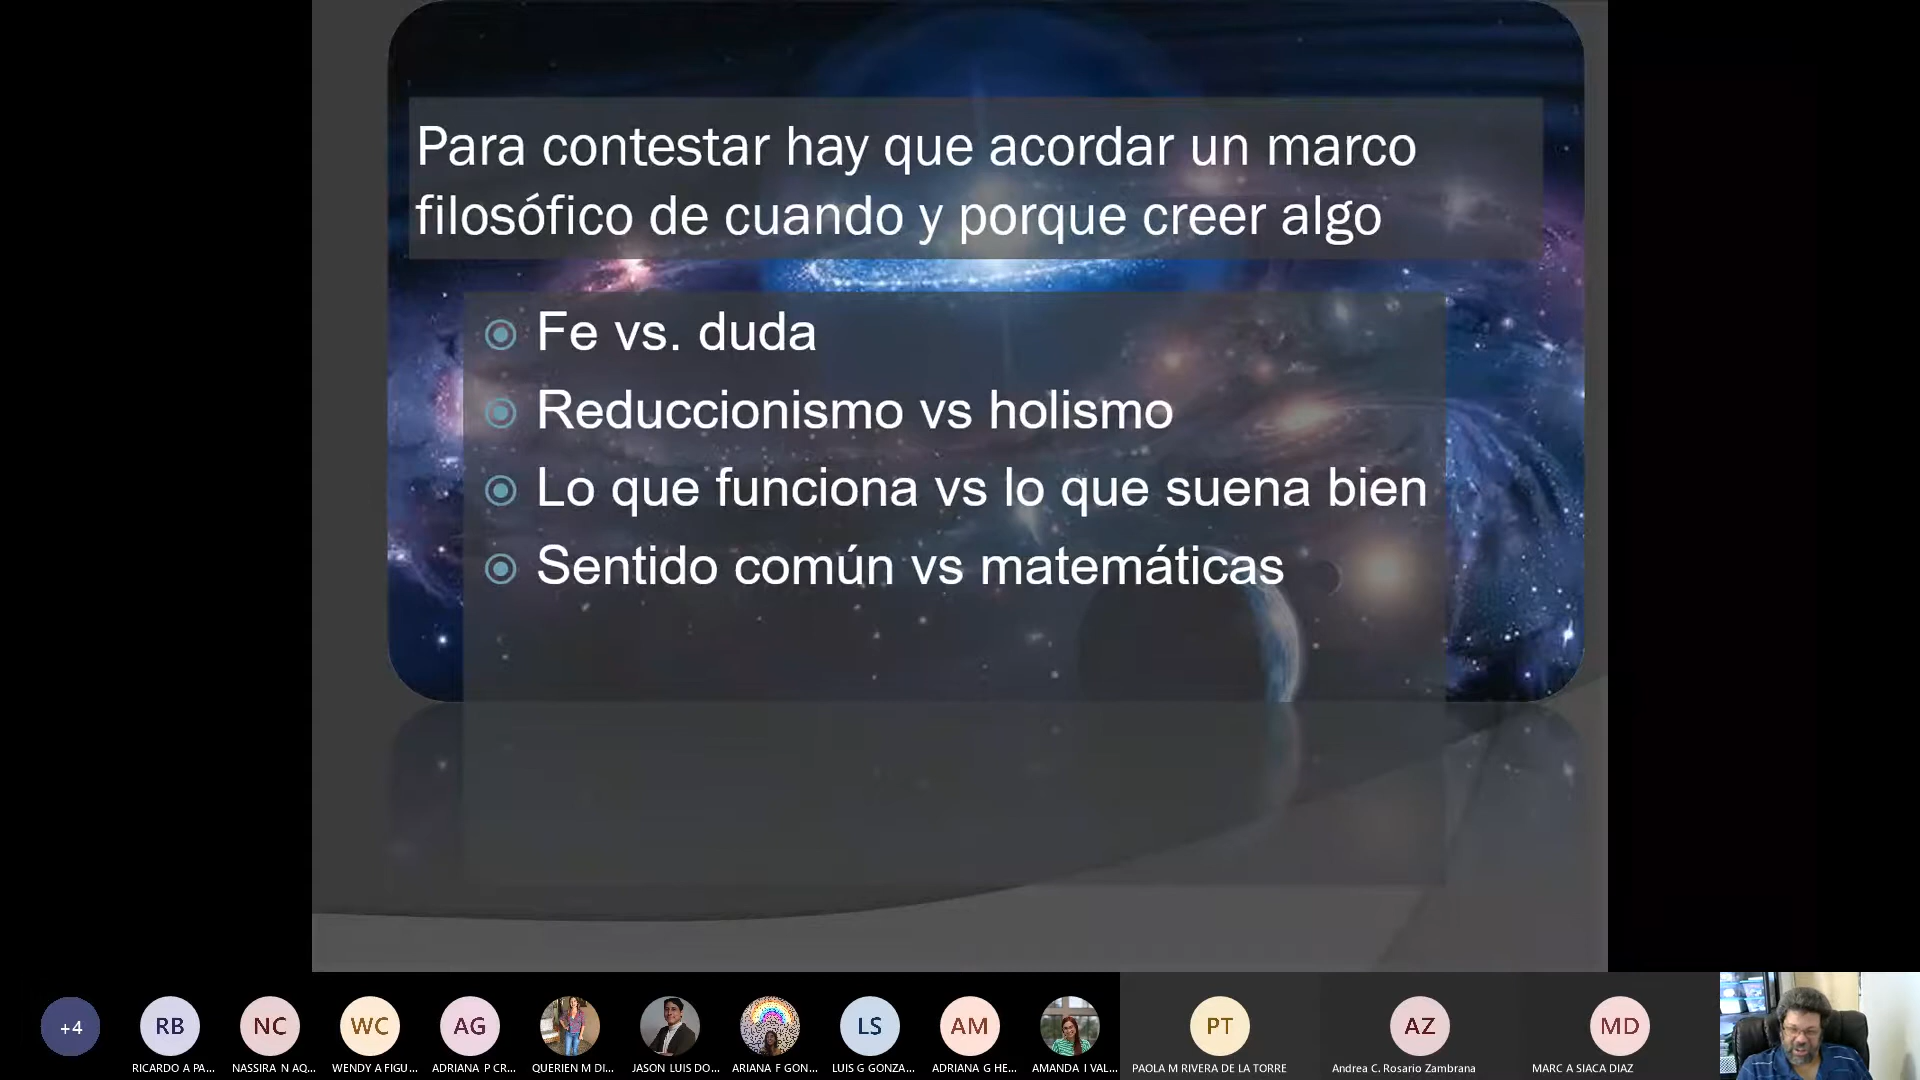 Para contestar hay que acordar un marco
filosófico de cuando y porque creer algo
Fe vs. duda
Reduccionismo vs holismo
Lo que funciona vs lo que suena bien
Sentido común vs matemáticas
+4
RB
NC
WC
AG
LS
AM
PT
AZ
MD
RICARDO A PA...
NASSIRA N AQ...
WENDY A FIGU...
ADRIANA P CR...
QUERIEN M DI...
JASON LUIS DO...
ARIANA F GON...
LUIS G GONZA...
ADRIANA G HE...
AMANDA I VAL...
PAOLA M RIVERA DE LA TORRE
Andrea C. Rosario Zambrana
MARC A SIACA DIAZ